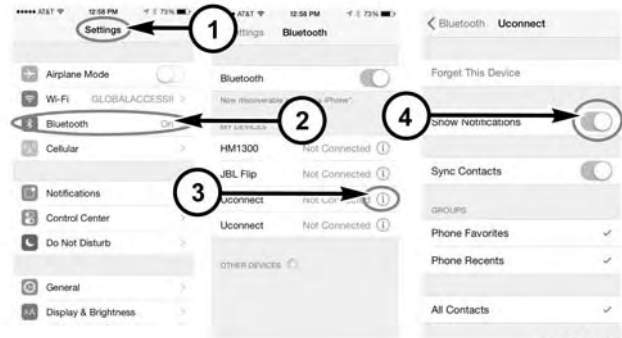 AT&T 12:58 PM 73%
Settings
1
Airplane Mode
Wi-Fi GLOBALACCESSII
Bluetooth On
Cellular
Notifications
Control Center
Do Not Disturb
General
Display & Brightness
AT&T 12:58 PM 73%
Bluetooth
Bluetooth
2
Now discoverable iPhone".
MY DEVICES
HM1300 Not Connected
JBL Flip Not Connected
3
Uconnect Not Connected
Uconnect Not Connected
OTHER DEVICES
Bluetooth Uconnect
Forget This Device
4
Show Notifications
Sync Contacts
GROUPS
Phone Favorites
Phone Recents
All Contacts